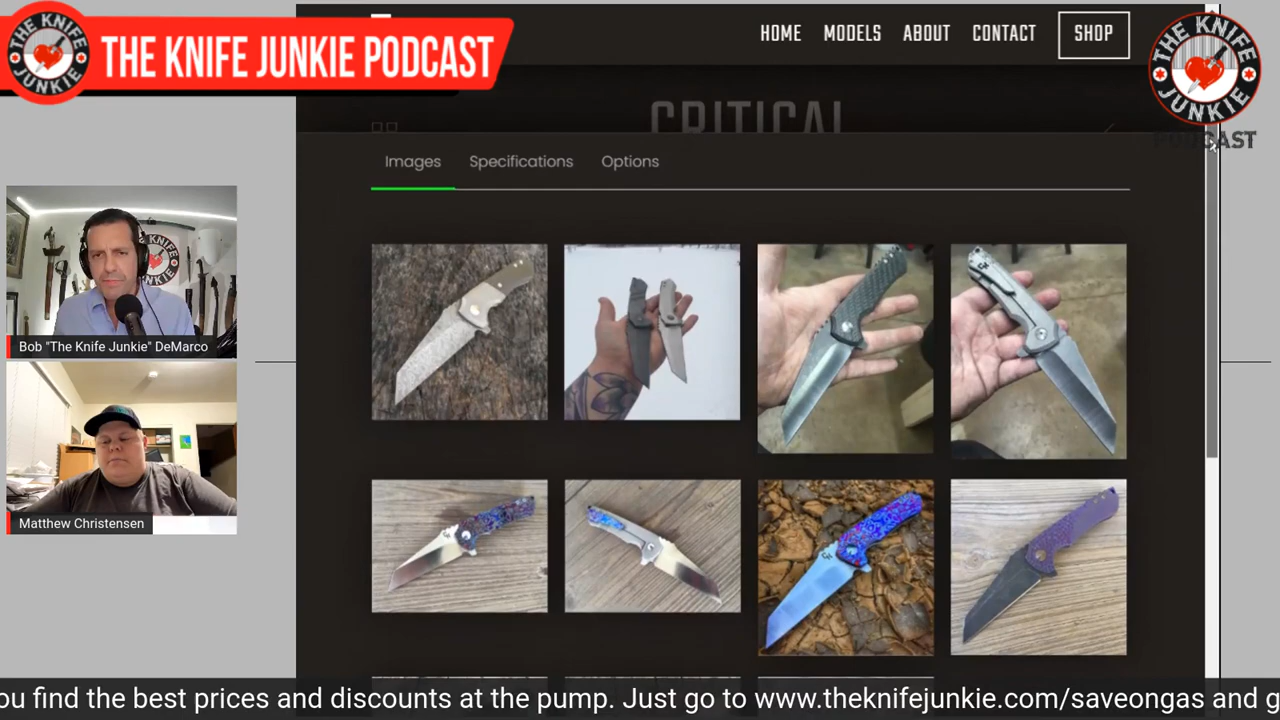 THE KNIFE JUNKIE
THE KNIFE JUNKIE PODCAST
HOME MODELS ABOUT CONTACT SHOP
THE KNIFE JUNKIE
PODCAST
CRITICAL
Images Specifications Options
Bob "The Knife Junkie" DeMarco
Matthew Christensen
ou find the best prices and discounts at the pump. Just go to www.theknifejunkie.com/saveongas and g